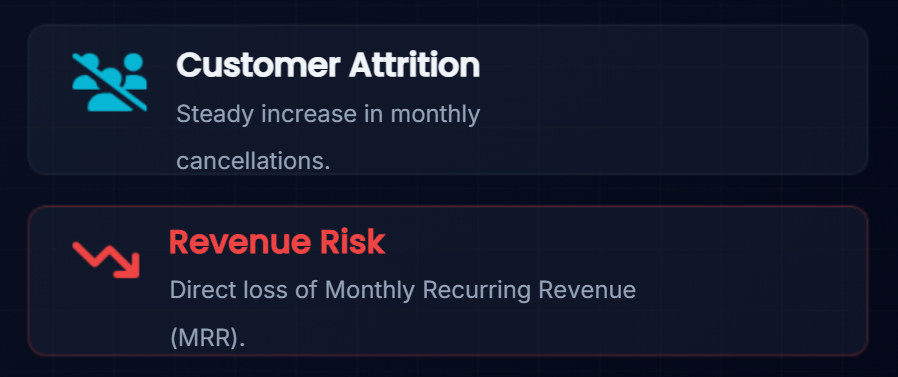 Customer Attrition
Steady increase in monthly
cancellations.
Revenue Risk
Direct loss of Monthly Recurring Revenue
(MRR).